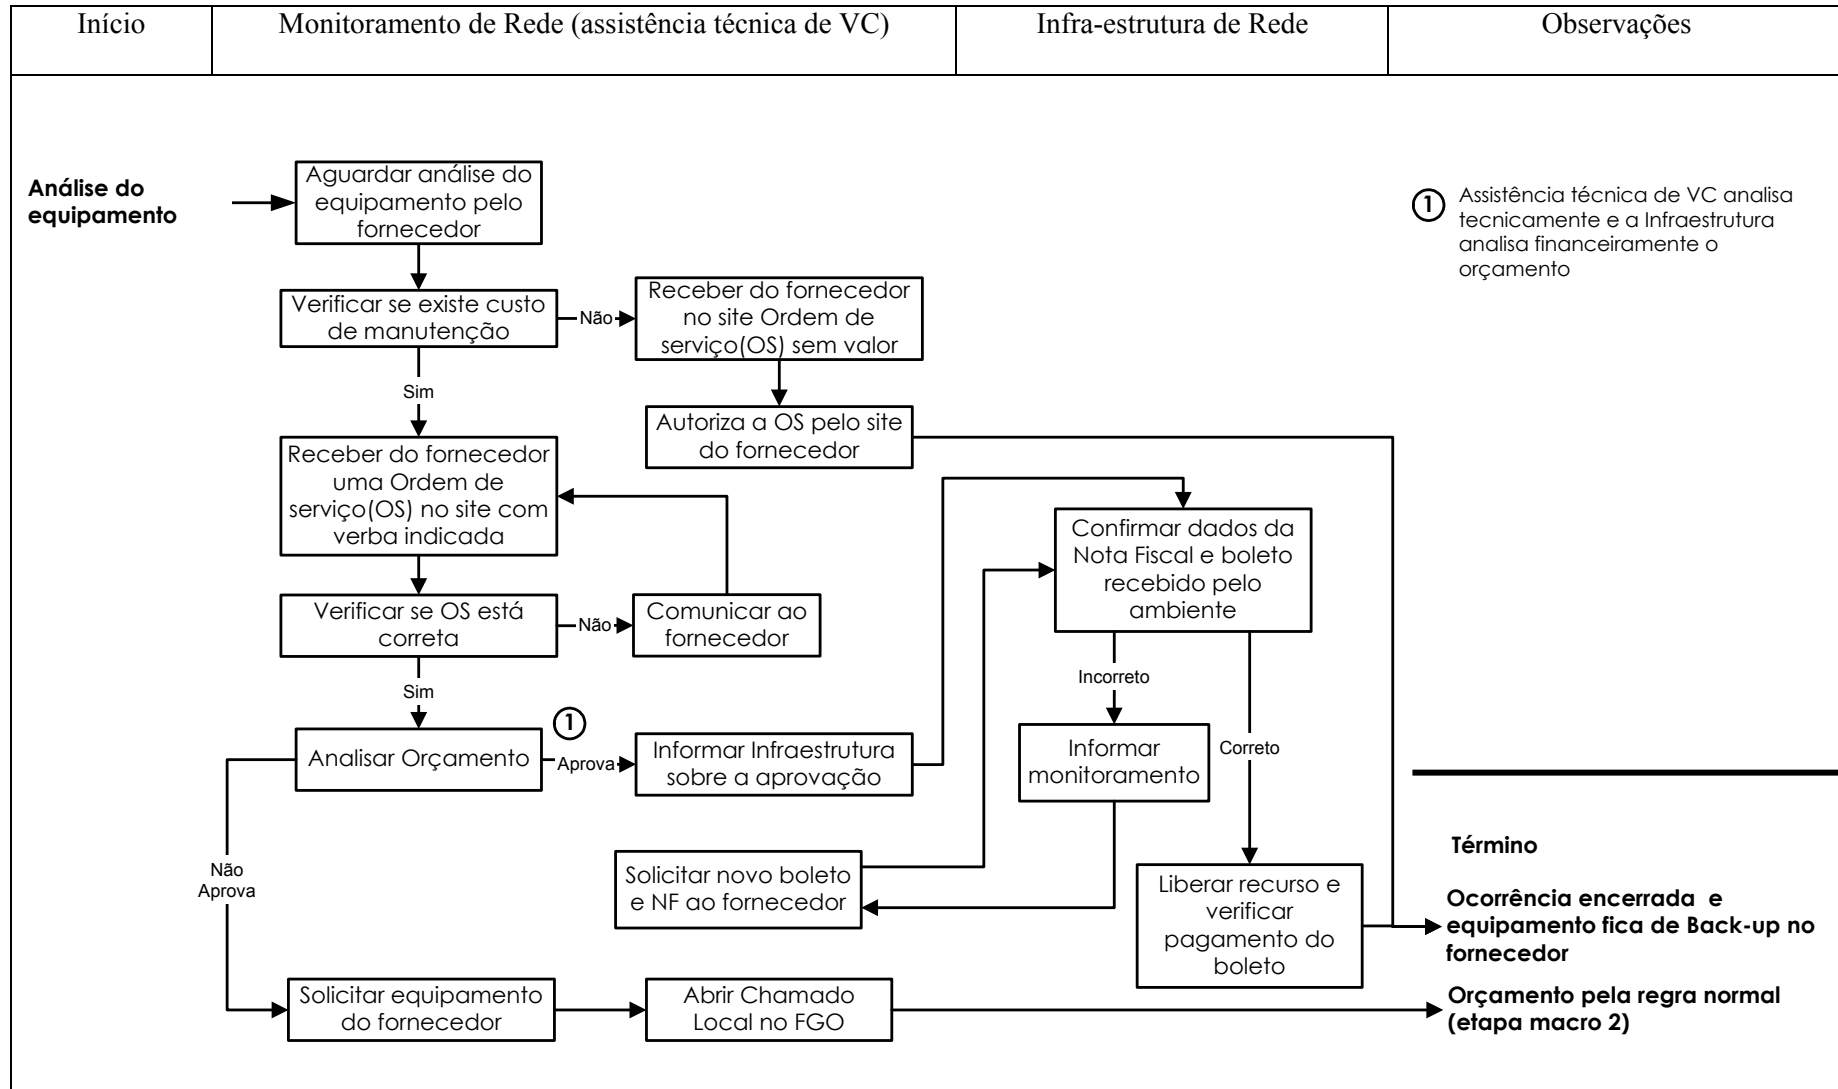 Início
Monitoramento de Rede (assistência técnica de VC)
Infra-estrutura de Rede
Observações
Análise do
equipamento
Aguardar análise do
equipamento pelo
fornecedor
1
Assistência técnica de VC analisa
tecnicamente e a Infraestrutura
analisa financeiramente o
orçamento
Verificar se existe custo
de manutenção
Não
Receber do fornecedor
no site Ordem de
serviço(OS) sem valor
Sim
Autoriza a OS pelo site
do fornecedor
Receber do fornecedor
uma Ordem de
serviço(OS) no site com
verba indicada
Confirmar dados da
Nota Fiscal e boleto
recebido pelo
ambiente
Verificar se OS está
correta
Não
Comunicar ao
fornecedor
Sim
Incorreto
Analisar Orçamento
1
Aprova
Informar Infraestrutura
sobre a aprovação
Informar
monitoramento
Correto
Não
Aprova
Solicitar novo boleto
e NF ao fornecedor
Liberar recurso e
verificar
pagamento do
boleto
Término
Ocorrência encerrada e
equipamento fica de Back-up no
fornecedor
Solicitar equipamento
do fornecedor
Abrir Chamado
Local no FGO
Orçamento pela regra normal
(etapa macro 2)